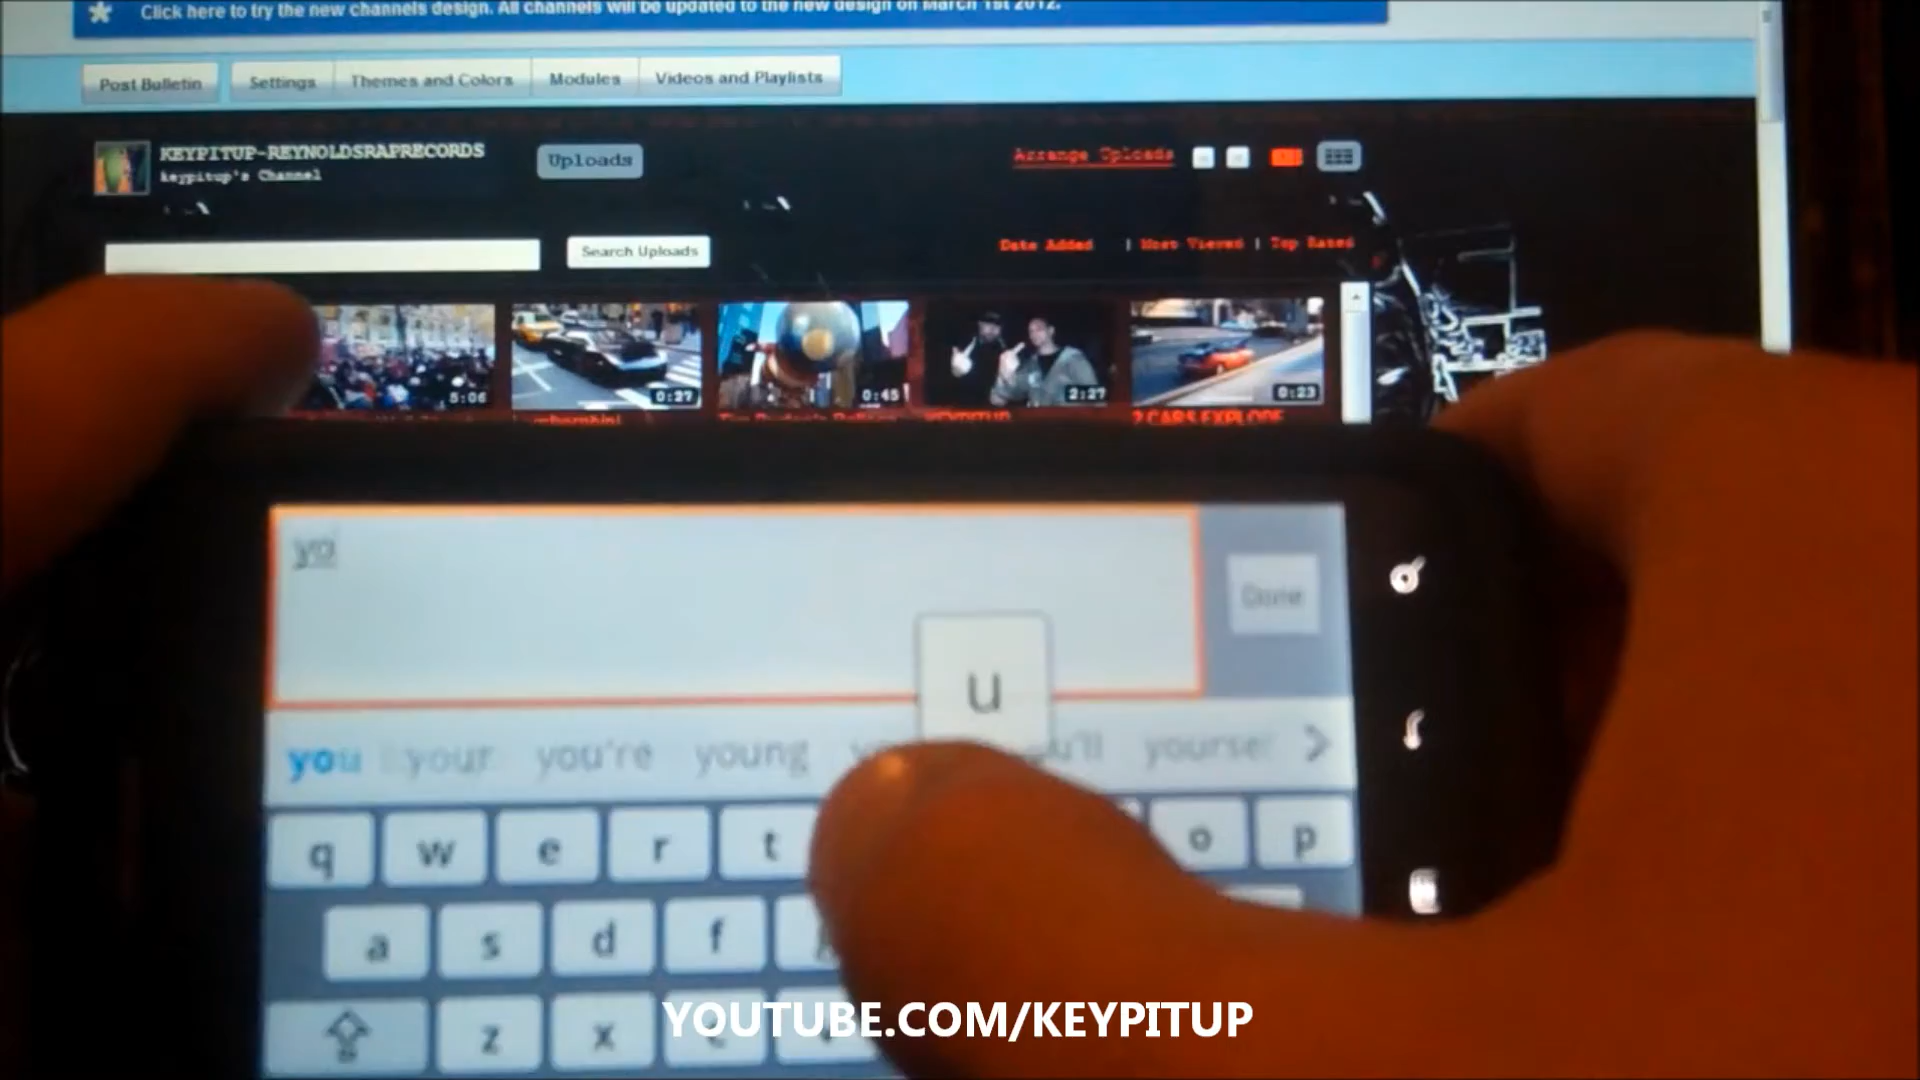 Click here to try the new channels design. All channels will be updated to the new design on March 1st 2012.
Post Bulletin
Settings
Themes and Colors
Modules
Videos and Playlists
KEYPITUP-REYNOLDSRAPRECORDS
keypitup's Channel
Uploads
Arrange Uploads
Search Uploads
Date Added | Most Viewed | Top Rated
5:06
0:27
0:45
2:27
0:23
KEYPITUP
2 CARS EXPLODE
yo
Done
u
you your you're young
q w e r t o p
a s d f
z x
YOUTUBE.COM/KEYPITUP